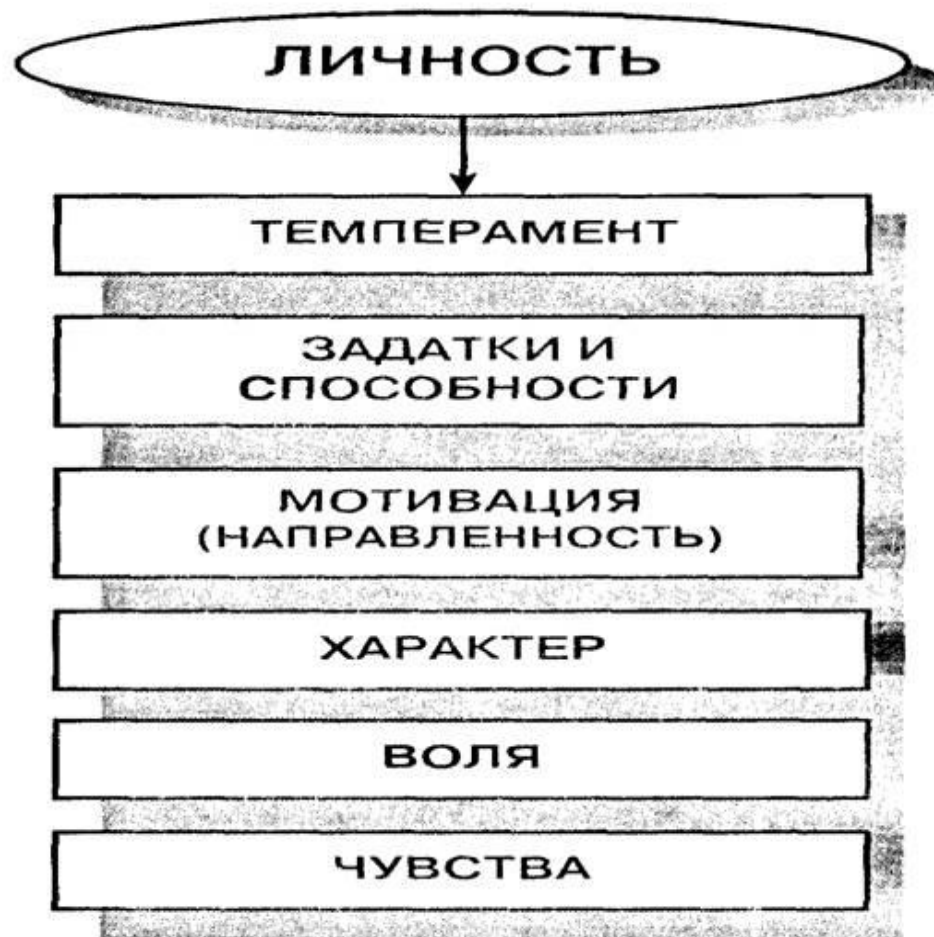 ЛИЧНОСТЬ
ТЕМПЕРАМЕНТ
ЗАДАТКИ И
СПОСОБНОСТИ
МОТИВАЦИЯ
(НАПРАВЛЕННОСТЬ)
ХАРАКТЕР
ВОЛЯ
ЧУВСТВА